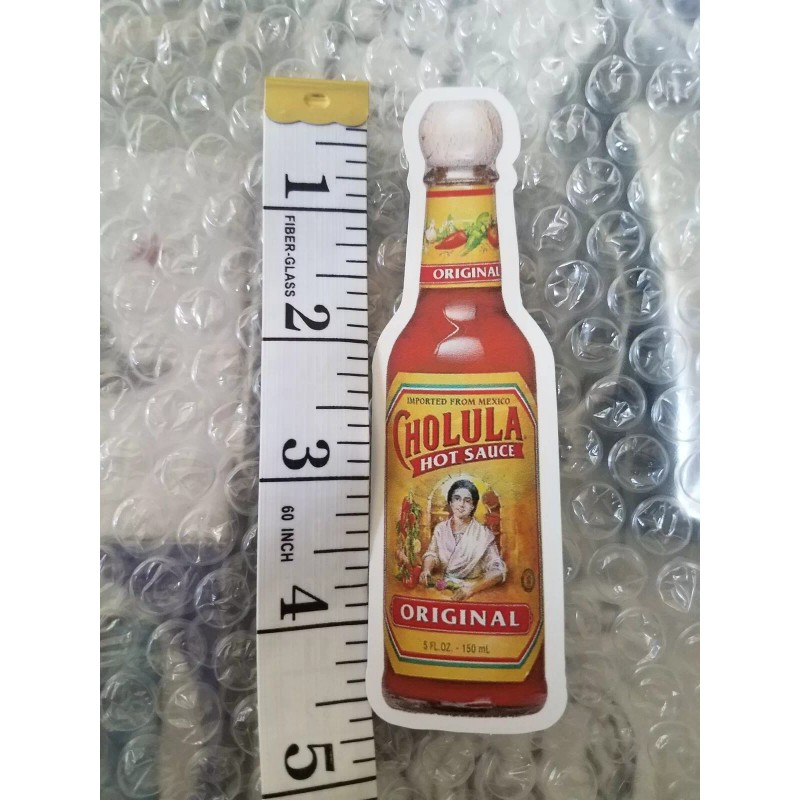 1
FIBER-GLASS
2
3
60 INCH
4
5
ORIGINAL
IMPORTED FROM MEXICO
CHOLULA
HOT SAUCE
ORIGINAL
5 FL.OZ. - 150 mL